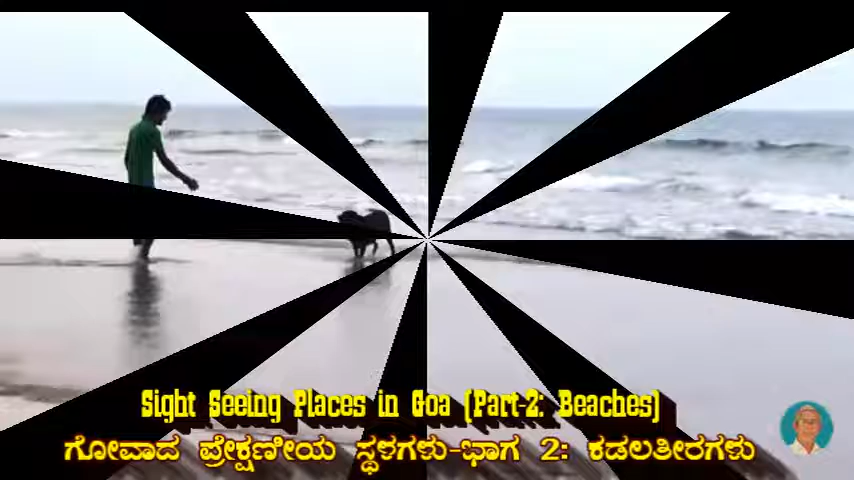 Sight Seeing Places in Goa (Part-2: Beaches)
ಗೋವಾದ ಪ್ರೇಕ್ಷಣೀಯ ಸ್ಥಳಗಳು-ಭಾಗ 2: ಕಡಲತೀರಗಳು